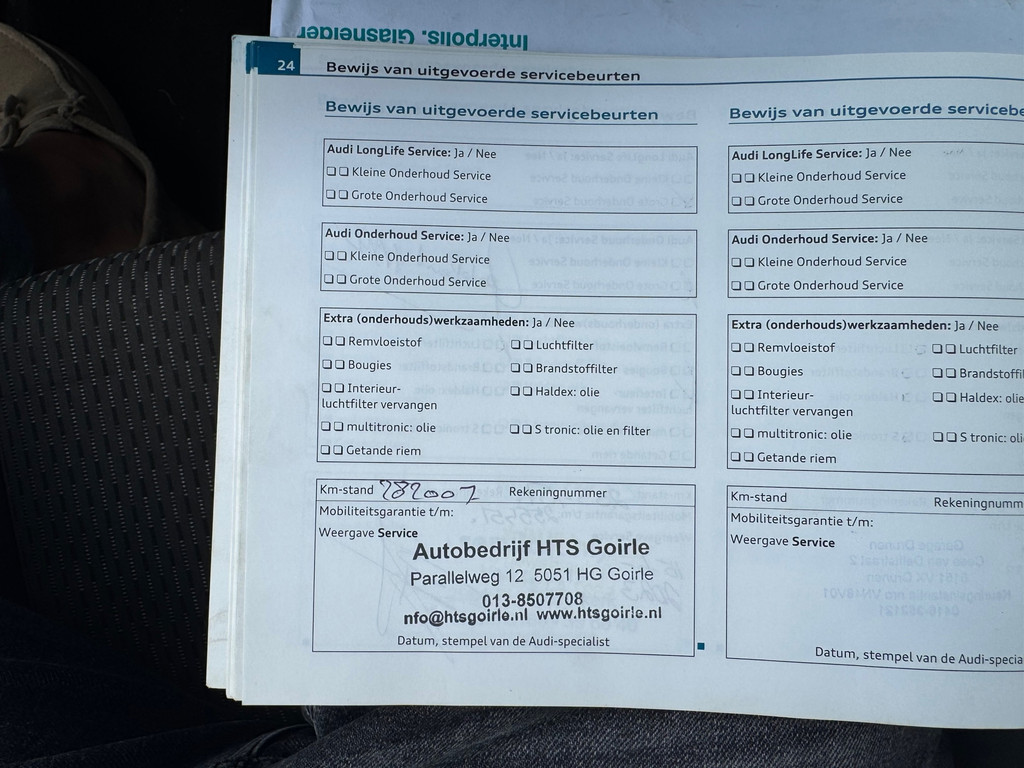 Interpolis. Glashelder
24 Bewijs van uitgevoerde servicebeurten
Bewijs van uitgevoerde servicebeurten
Audi LongLife Service: Ja / Nee
Kleine Onderhoud Service
Grote Onderhoud Service
Audi Onderhoud Service: Ja / Nee
Kleine Onderhoud Service
Grote Onderhoud Service
Extra (onderhouds)werkzaamheden: Ja / Nee
Remvloeistof Luchtfilter
Bougies Brandstoffilter
Interieur- Haldex: olie
luchtfilter vervangen
multitronic: olie S tronic: olie en filter
Getande riem
Km-stand 282007 Rekeningnummer
Mobiliteitsgarantie t/m:
Weergave Service
Autobedrijf HTS Goirle
Parallelweg 12 5051 HG Goirle
013-8507708
nfo@htsgoirle.nl www.htsgoirle.nl
Datum, stempel van de Audi-specialist
Bewijs van uitgevoerde serviceb
Audi LongLife Service: Ja / Nee
Kleine Onderhoud Service
Grote Onderhoud Service
Audi Onderhoud Service: Ja / Nee
Kleine Onderhoud Service
Grote Onderhoud Service
Extra (onderhouds)werkzaamheden: Ja / Nee
Remvloeistof Luchtfilter
Bougies Brandstoffi
Interieur- Haldex: olie
luchtfilter vervangen
multitronic: olie S tronic: oli
Getande riem
Km-stand Rekeningnumm
Mobiliteitsgarantie t/m:
Weergave Service
Datum, stempel van de Audi-specia